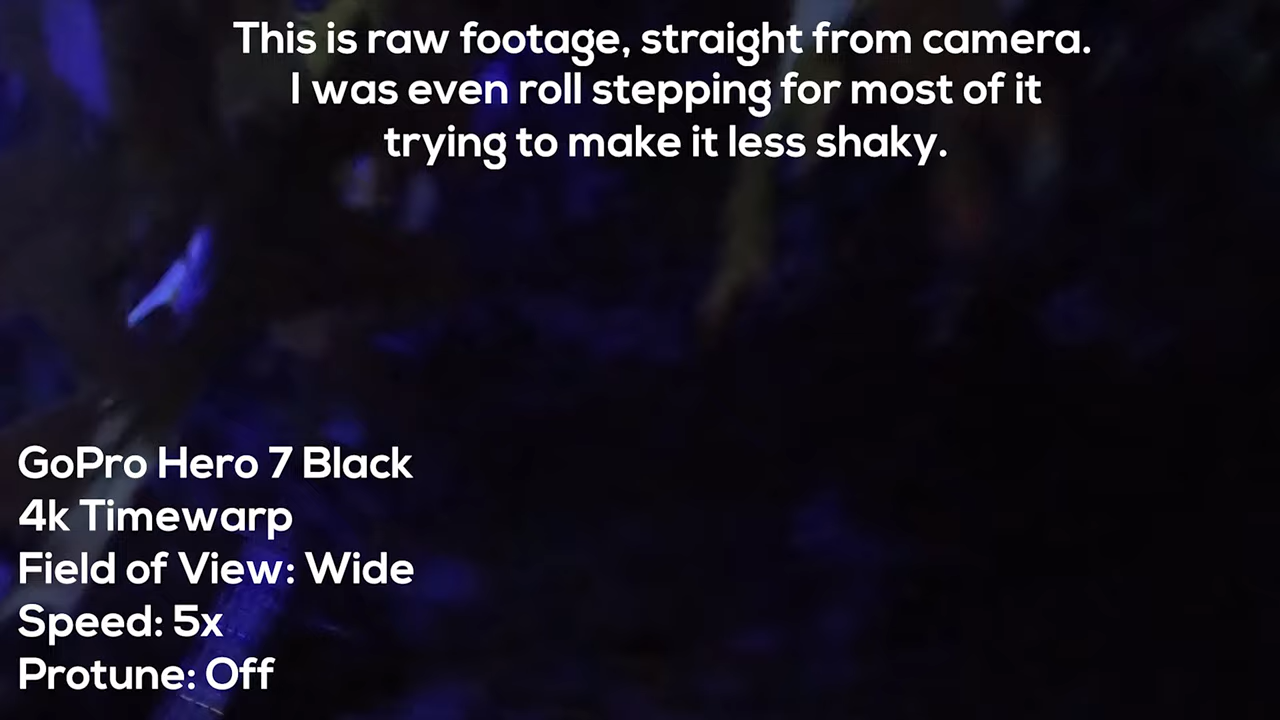 This is raw footage, straight from camera.
I was even roll stepping for most of it
trying to make it less shaky.
GoPro Hero 7 Black
4k Timewarp
Field of View: Wide
Speed: 5x
Protune: Off